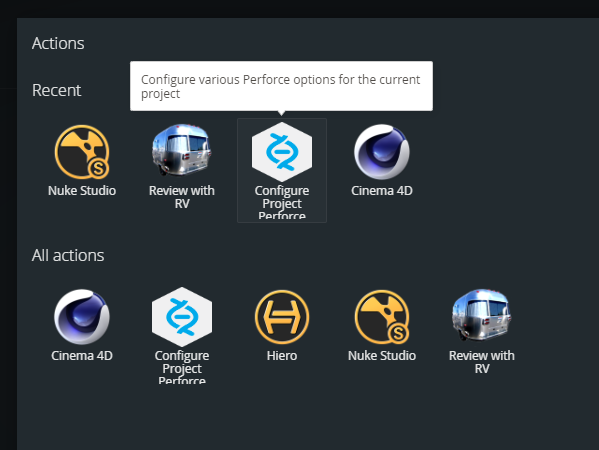 Actions
Configure various Perforce options for the current
project
Recent
Nuke Studio
Review with
RV
Configure
Project
Perforce
Cinema 4D
All actions
Cinema 4D
Configure
Project
Perforce
Hiero
Nuke Studio
Review with
RV